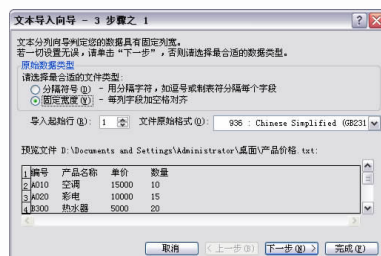 文本导入向导 - 3 步骤之 1
文本分列向导判定您的数据具有固定列宽。
若一切设置无误，请单击“下一步”，否则请选择最合适的数据类型。
原始数据类型
请选择最合适的文件类型:
分隔符号(D) - 用分隔字符，如逗号或制表符分隔每个字段
固定宽度(W) - 每列字段加空格对齐
导入起始行(R): 1 文件原始格式(O): 936 : Chinese Simplified (GB231
预览文件 D:\Documents and Settings\Administrator\桌面\产品价格.txt:
1 编号 产品名称 单价 数量
2 A010 空调 15000 10
3 A020 彩电 10000 15
4 B300 热水器 5000 20
取消 < 上一步(B) 下一步(N) > 完成(F)